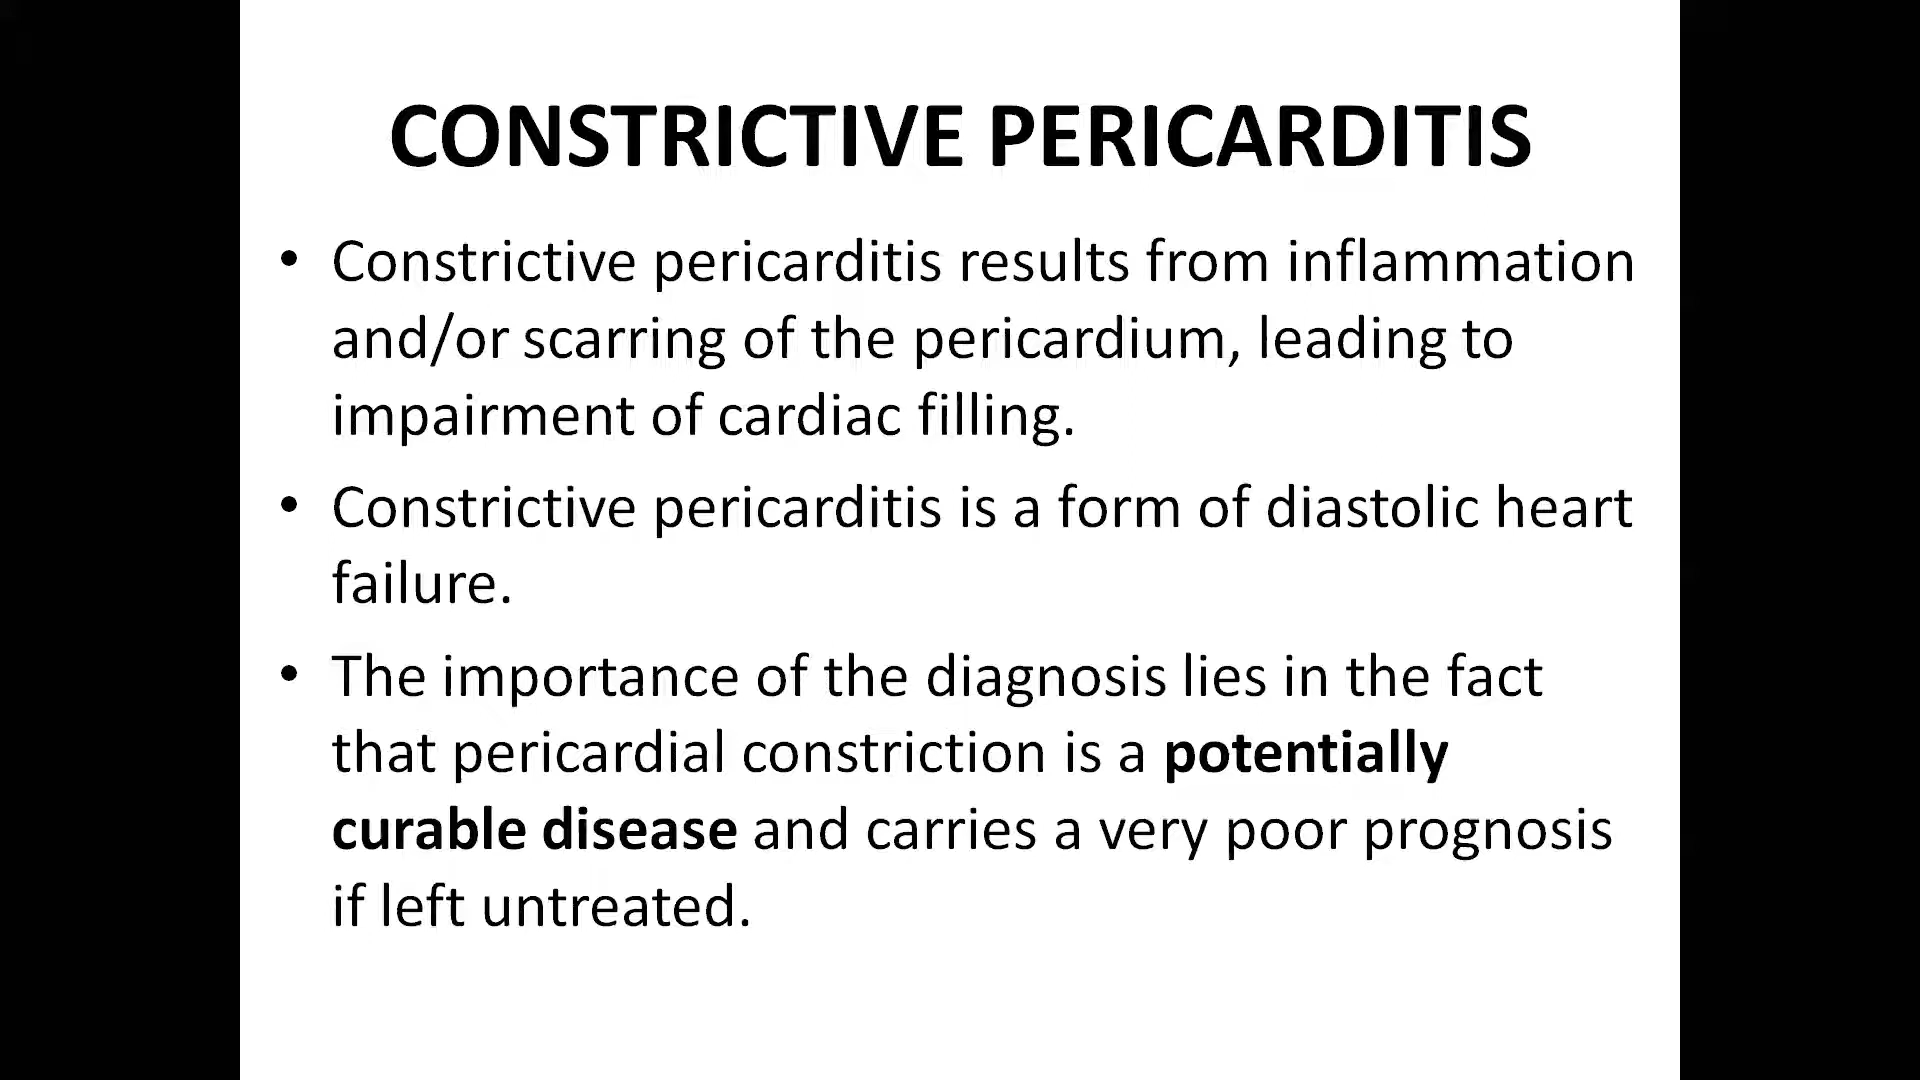 CONSTRICTIVE PERICARDITIS
• Constrictive pericarditis results from inflammation
and/or scarring of the pericardium, leading to
impairment of cardiac filling.
• Constrictive pericarditis is a form of diastolic heart
failure.
• The importance of the diagnosis lies in the fact
that pericardial constriction is a potentially
curable disease and carries a very poor prognosis
if left untreated.